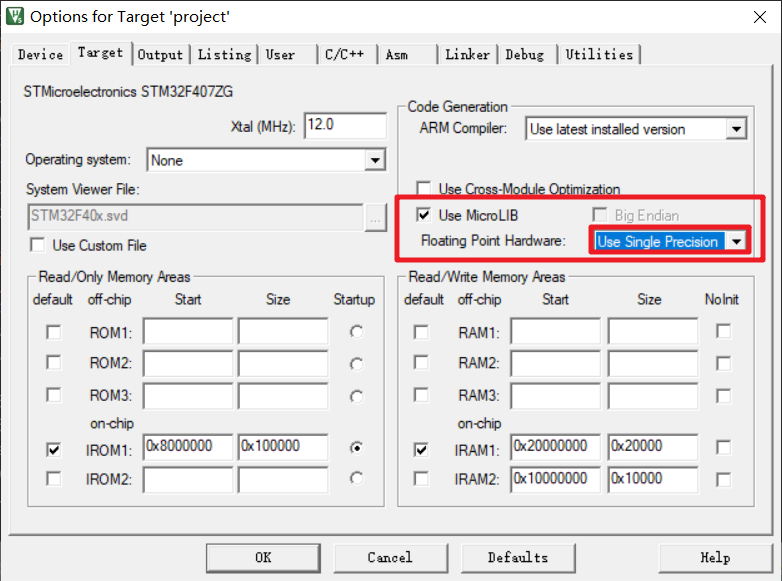 Options for Target 'project'
Device Target Output Listing User C/C++ Asm Linker Debug Utilities
STMicroelectronics STM32F407ZG
Xtal (MHz): 12.0
Operating system: None
System Viewer File:
STM32F40x.svd ...
Use Custom File
Code Generation
ARM Compiler: Use latest installed version
Use Cross-Module Optimization
Use MicroLIB Big Endian
Floating Point Hardware: Use Single Precision
Read/Only Memory Areas
default off-chip Start Size Startup
ROM1:
ROM2:
ROM3:
on-chip
IROM1: 0x8000000 0x100000
IROM2:
Read/Write Memory Areas
default off-chip Start Size NoInit
RAM1:
RAM2:
RAM3:
on-chip
IRAM1: 0x20000000 0x20000
IRAM2: 0x10000000 0x10000
OK Cancel Defaults Help